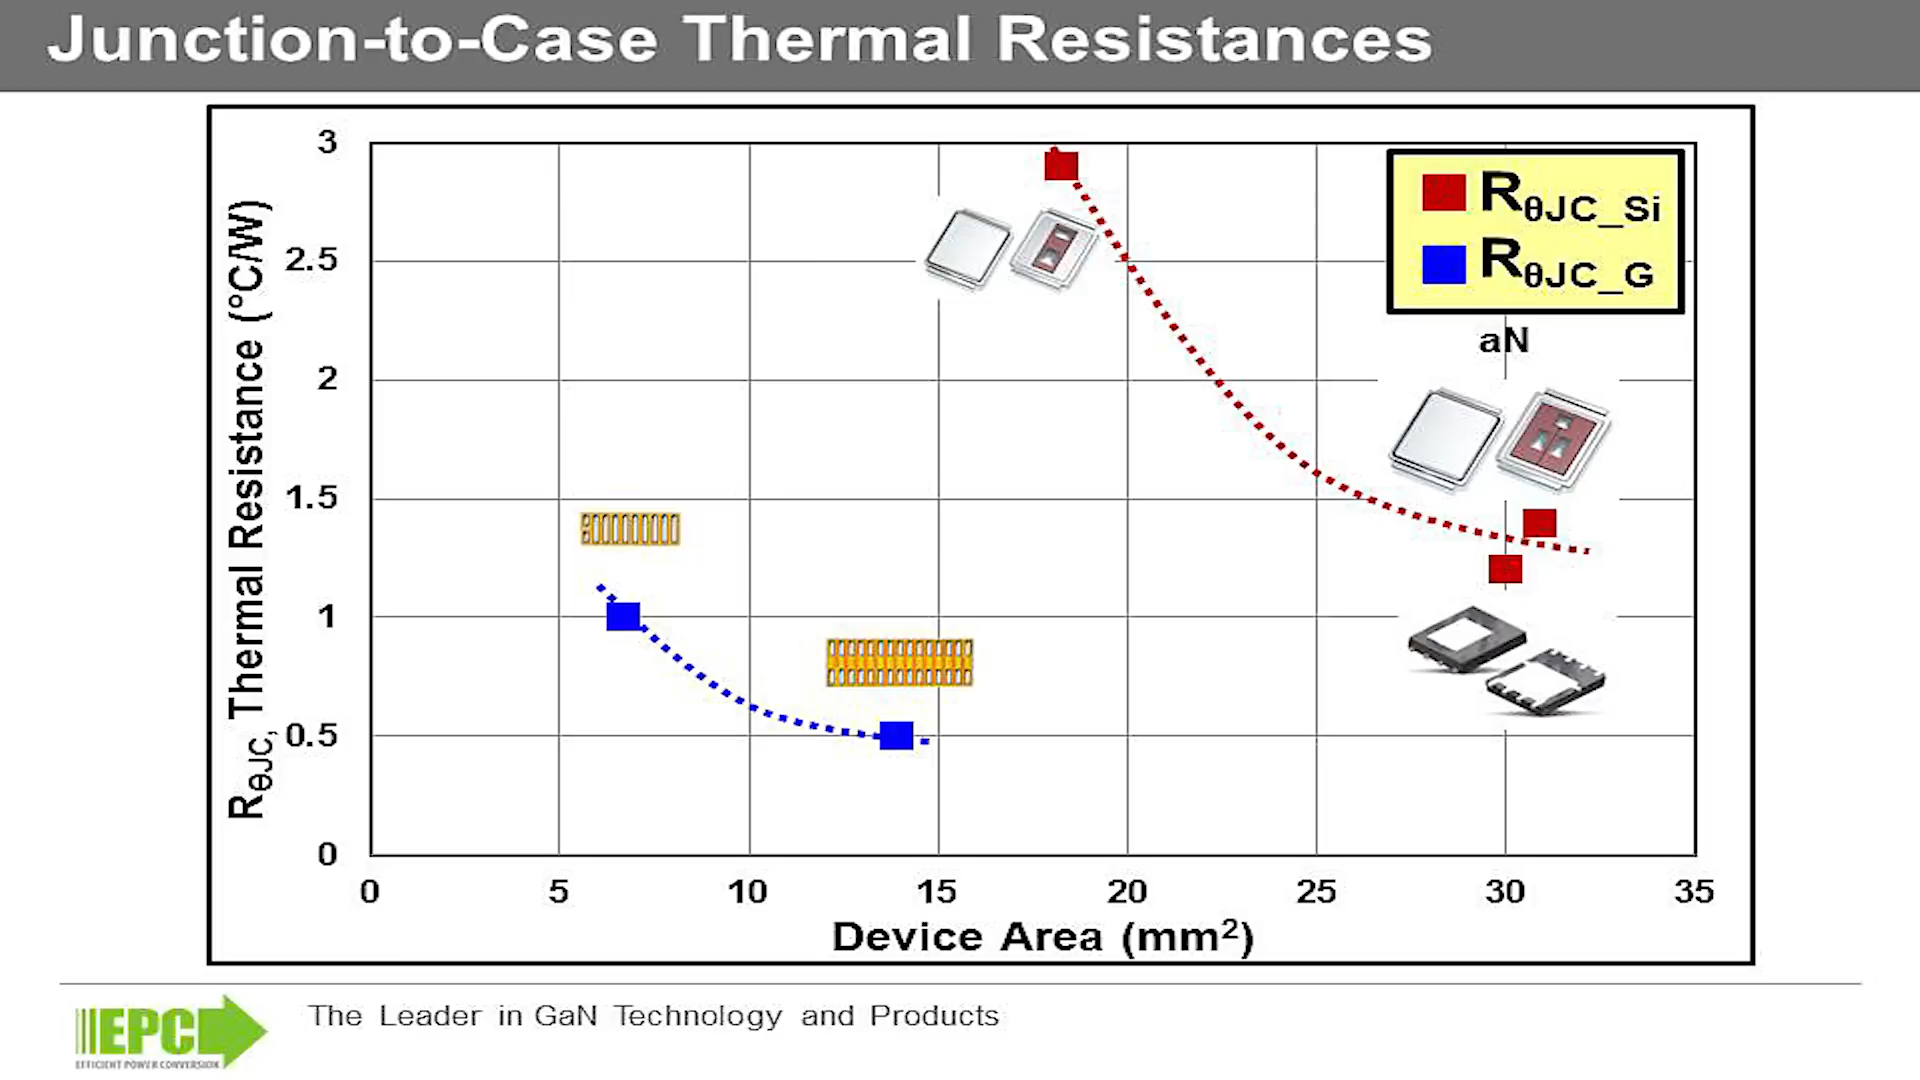 Junction-to-Case Thermal Resistances
RθJC, Thermal Resistance (°C/W)
3
2.5
2
1.5
1
0.5
0
RθJC_Si
RθJC_G
aN
0 5 10 15 20 25 30 35
Device Area (mm²)
EPC
EFFICIENT POWER CONVERSION
The Leader in GaN Technology and Products